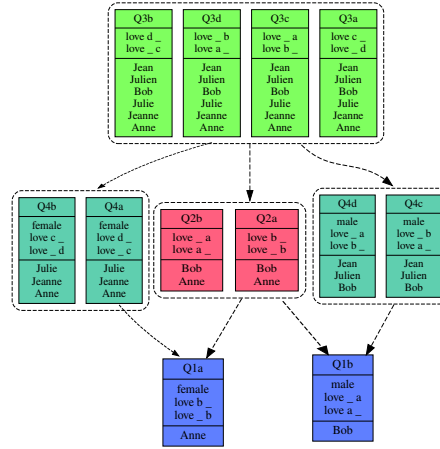 Q3b
love d _
love _ c
Jean
Julien
Bob
Julie
Jeanne
Anne
Q3d
love _ b
love a _
Jean
Julien
Bob
Julie
Jeanne
Anne
Q3c
love _ a
love b _
Jean
Julien
Bob
Julie
Jeanne
Anne
Q3a
love c _
love _ d
Jean
Julien
Bob
Julie
Jeanne
Anne
Q4b
female
love c _
love _ d
Julie
Jeanne
Anne
Q4a
female
love d _
love _ c
Julie
Jeanne
Anne
Q2b
love _ a
love a _
Bob
Anne
Q2a
love b _
love _ b
Bob
Anne
Q4d
male
love _ a
love b _
Jean
Julien
Bob
Q4c
male
love _ b
love a _
Jean
Julien
Bob
Q1a
female
love b _
love _ b
Anne
Q1b
male
love _ a
love a _
Bob